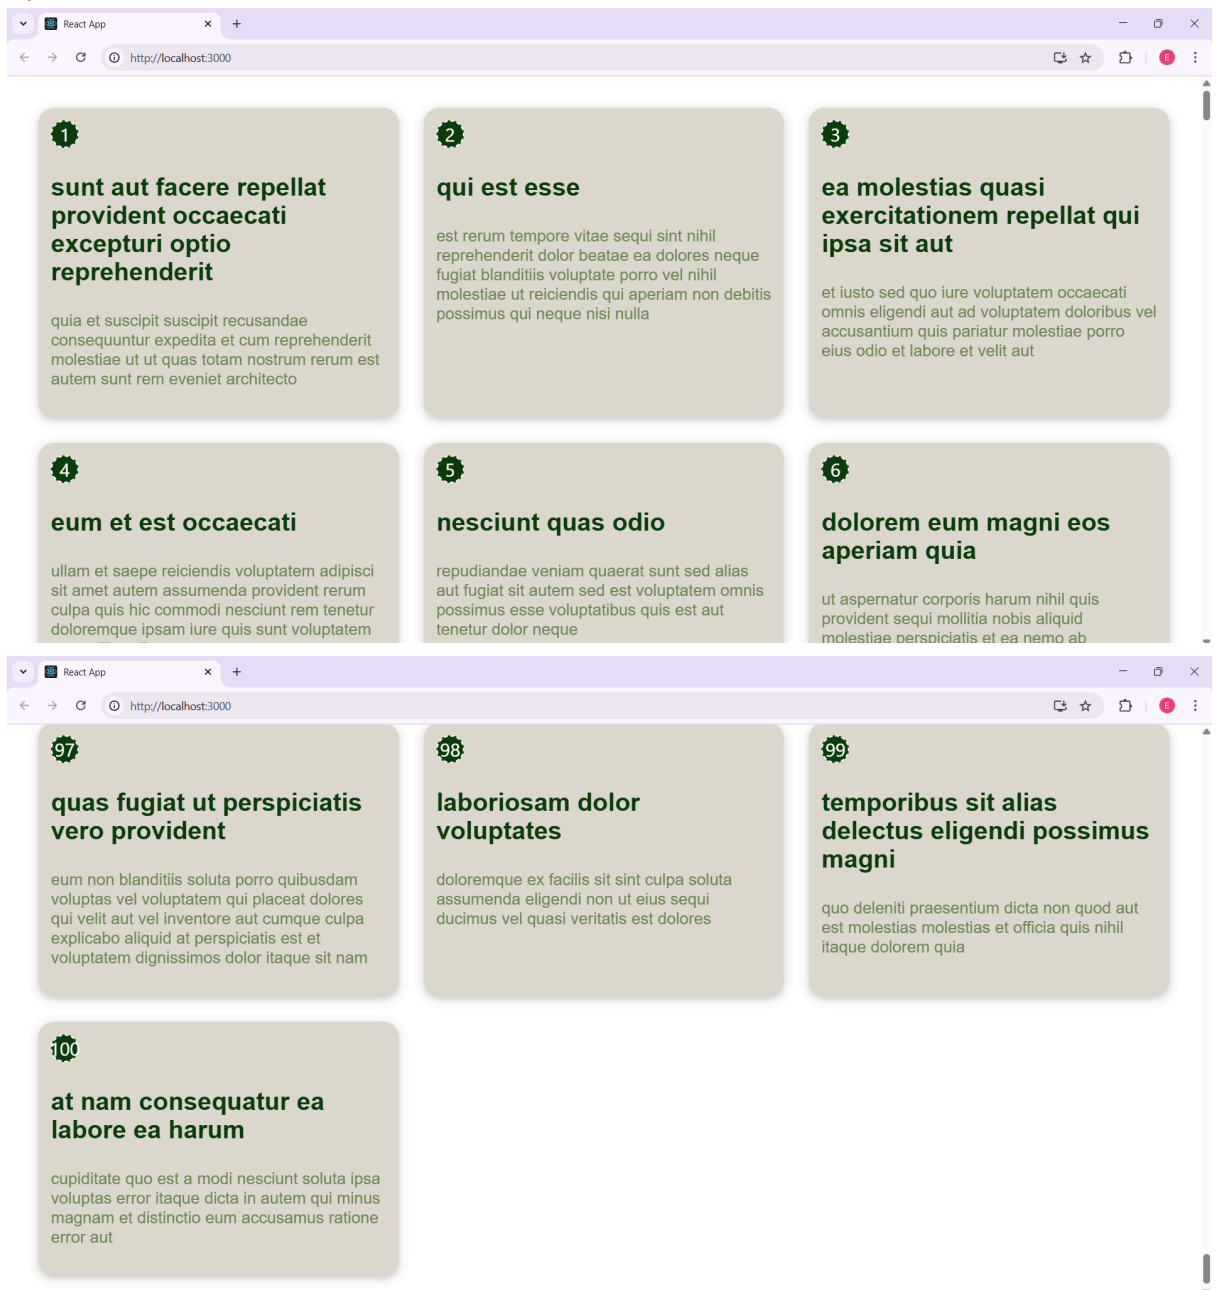 React App
http://localhost:3000
E
1
sunt aut facere repellat
provident occaecati
excepturi optio
reprehenderit
quia et suscipit suscipit recusandae
consequuntur expedita et cum reprehenderit
molestiae ut ut quas totam nostrum rerum est
autem sunt rem eveniet architecto
2
qui est esse
est rerum tempore vitae sequi sint nihil
reprehenderit dolor beatae ea dolores neque
fugiat blanditiis voluptate porro vel nihil
molestiae ut reiciendis qui aperiam non debitis
possimus qui neque nisi nulla
3
ea molestias quasi
exercitationem repellat qui
ipsa sit aut
et iusto sed quo iure voluptatem occaecati
omnis eligendi aut ad voluptatem doloribus vel
accusantium quis pariatur molestiae porro
eius odio et labore et velit aut
4
eum et est occaecati
ullam et saepe reiciendis voluptatem adipisci
sit amet autem assumenda provident rerum
culpa quis hic commodi nesciunt rem tenetur
doloremque ipsam iure quis sunt voluptatem
5
nesciunt quas odio
repudiandae veniam quaerat sunt sed alias
aut fugiat sit autem sed est voluptatem omnis
possimus esse voluptatibus quis est aut
tenetur dolor neque
6
dolorem eum magni eos
aperiam quia
ut aspernatur corporis harum nihil quis
provident sequi mollitia nobis aliquid
molestiae perspiciatis et ea nemo ab
React App
http://localhost:3000
E
97
quas fugiat ut perspiciatis
vero provident
eum non blanditiis soluta porro quibusdam
voluptas vel voluptatem qui placeat dolores
qui velit aut vel inventore aut cumque culpa
explicabo aliquid at perspiciatis est et
voluptatem dignissimos dolor itaque sit nam
98
laboriosam dolor
voluptates
doloremque ex facilis sit sint culpa soluta
assumenda eligendi non ut eius sequi
ducimus vel quasi veritatis est dolores
99
temporibus sit alias
delectus eligendi possimus
magni
quo deleniti praesentium dicta non quod aut
est molestias molestias et officia quis nihil
itaque dolorem quia
100
at nam consequatur ea
labore ea harum
cupiditate quo est a modi nesciunt soluta ipsa
voluptas error itaque dicta in autem qui minus
magnam et distinctio eum accusamus ratione
error aut